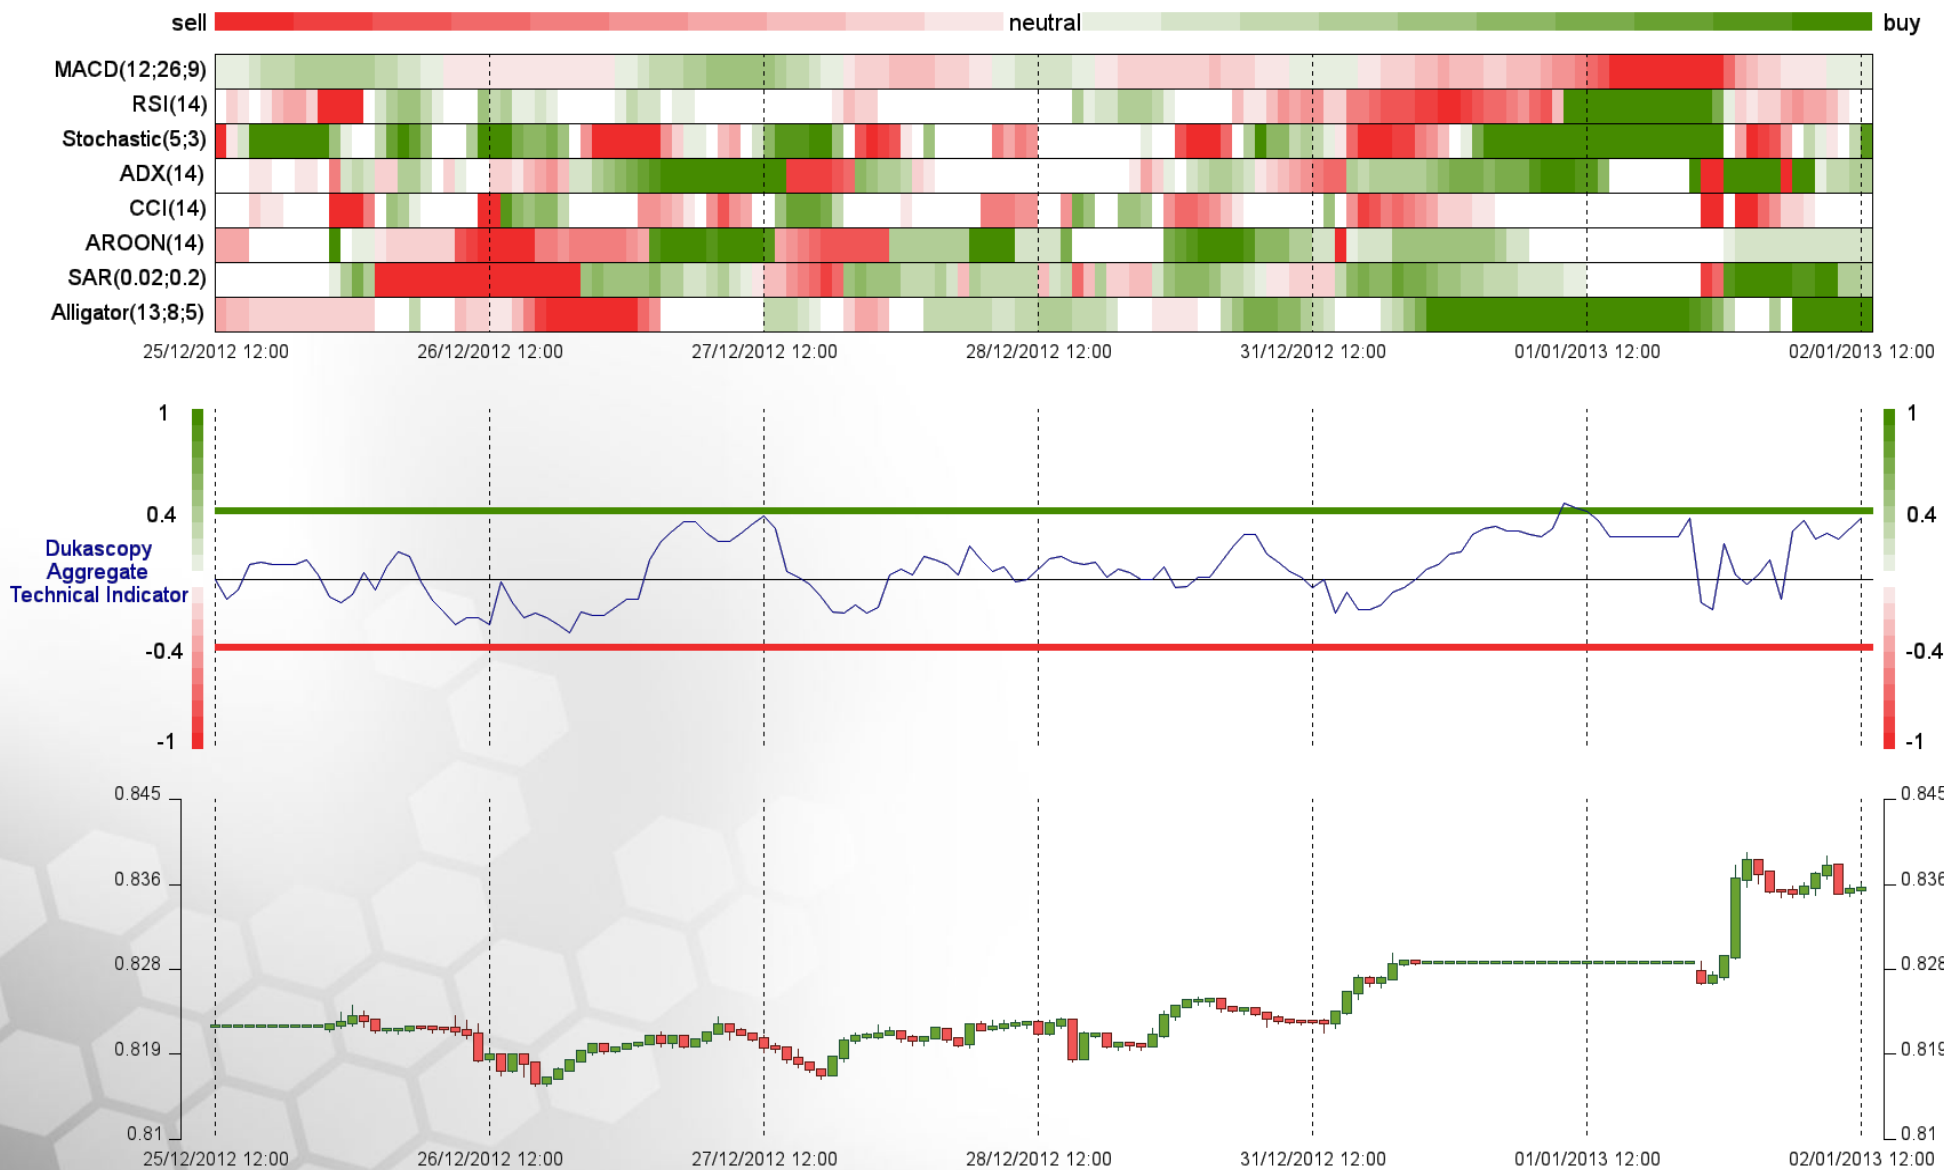 sell neutral buy
MACD(12;26;9)
RSI(14)
Stochastic(5;3)
ADX(14)
CCI(14)
AROON(14)
SAR(0.02;0.2)
Alligator(13;8;5)
25/12/2012 12:00 26/12/2012 12:00 27/12/2012 12:00 28/12/2012 12:00 31/12/2012 12:00 01/01/2013 12:00 02/01/2013 12:00
1 1
0.4 0.4
Dukascopy
Aggregate
Technical Indicator
-0.4 -0.4
-1 -1
0.845 0.845
0.836 0.836
0.828 0.828
0.819 0.819
0.81 0.81
25/12/2012 12:00 26/12/2012 12:00 27/12/2012 12:00 28/12/2012 12:00 31/12/2012 12:00 01/01/2013 12:00 02/01/2013 12:00